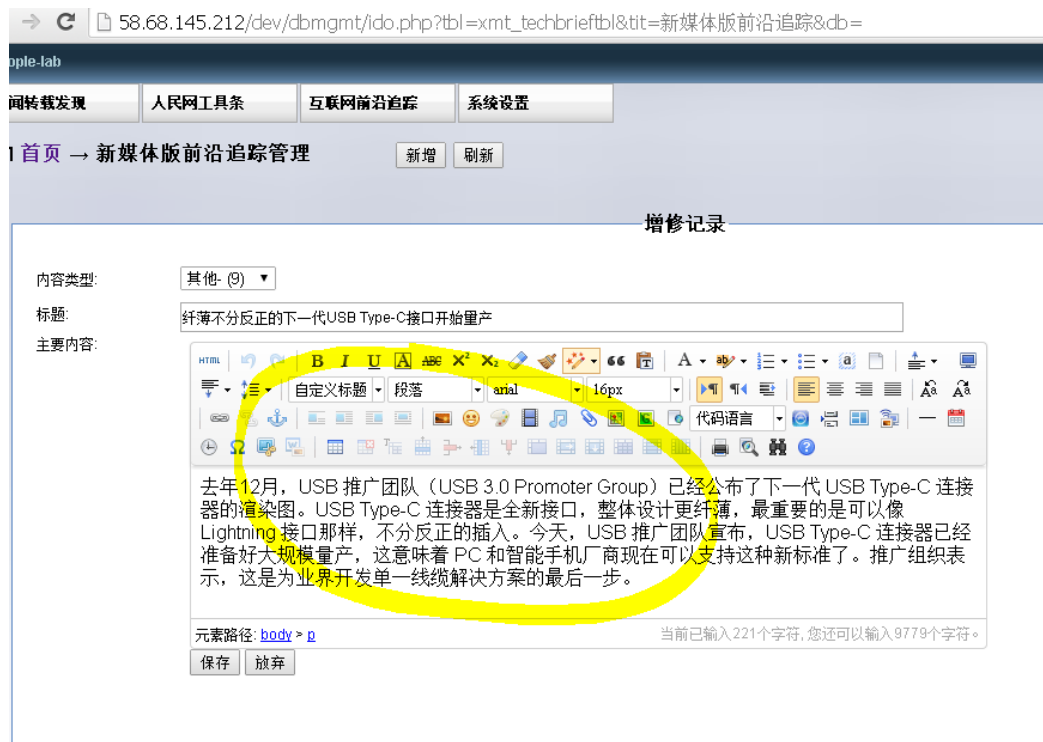 58.68.145.212/dev/dbmgmt/ido.php?tbl=xmt_techbrieftbl&tit=新媒体版前沿追踪&db=
ople-lab
闻转载发现 人民网工具条 互联网前沿追踪 系统设置
首页 → 新媒体版前沿追踪管理 新增 刷新
增修记录
内容类型: 其他- (9)
标题: 纤薄不分反正的下一代USB Type-C接口开始量产
主要内容:
HTML B I U A ABC X² X₂ A ab a
自定义标题 段落 arial 16px Aä Aä
代码语言
Ω
去年12月，USB 推广团队（USB 3.0 Promoter Group）已经公布了下一代 USB Type-C 连接
器的渲染图。USB Type-C 连接器是全新接口，整体设计更纤薄，最重要的是可以像
Lightning 接口那样，不分反正的插入。今天，USB 推广团队宣布，USB Type-C 连接器已经
准备好大规模量产，这意味着 PC 和智能手机厂商现在可以支持这种新标准了。推广组织表
示，这是为业界开发单一线缆解决方案的最后一步。
元素路径: body > p 当前已输入221个字符, 您还可以输入9779个字符。
保存 放弃